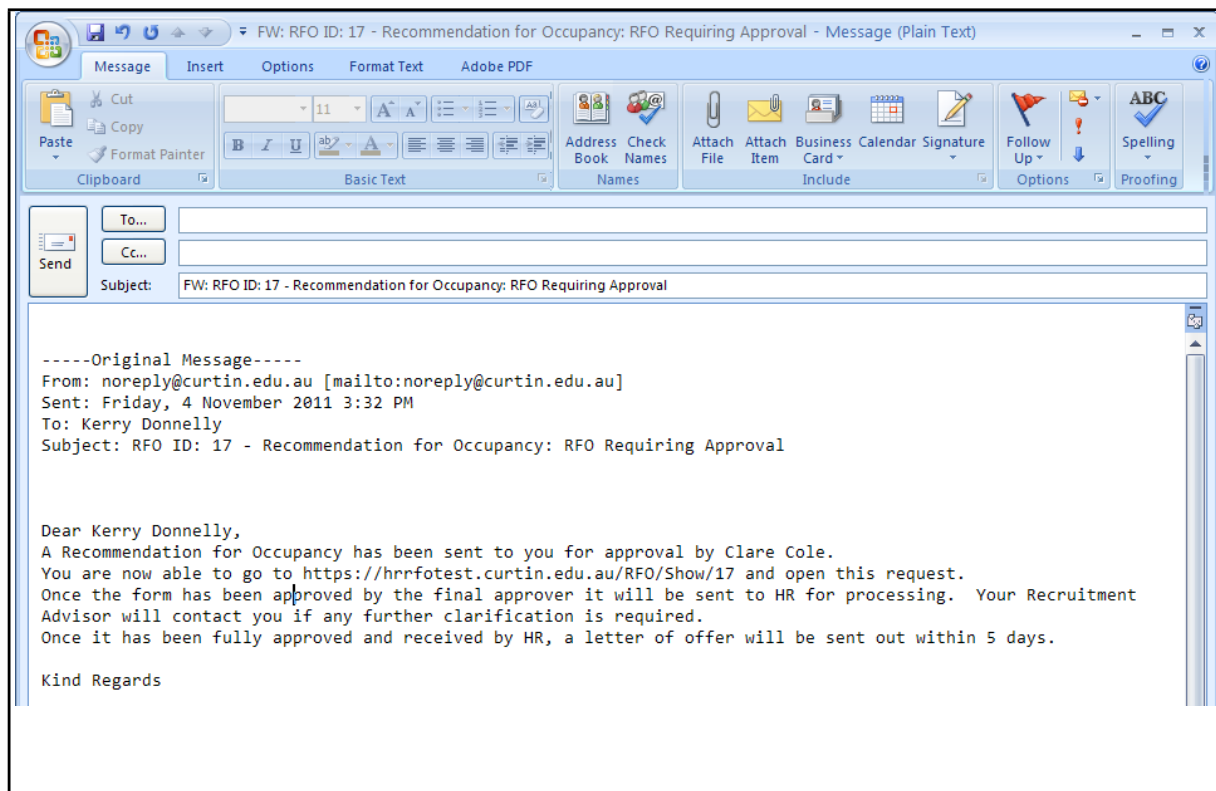 FW: RFO ID: 17 - Recommendation for Occupancy: RFO Requiring Approval - Message (Plain Text)
Message Insert Options Format Text Adobe PDF
Paste
Cut
Copy
Format Painter
Clipboard
11
Basic Text
Address Book
Check Names
Names
Attach File
Attach Item
Business Card
Calendar
Signature
Include
Follow Up
Options
ABC
Spelling
Proofing
Send
To...
Cc...
Subject: FW: RFO ID: 17 - Recommendation for Occupancy: RFO Requiring Approval
-----Original Message-----
From: noreply@curtin.edu.au [mailto:noreply@curtin.edu.au]
Sent: Friday, 4 November 2011 3:32 PM
To: Kerry Donnelly
Subject: RFO ID: 17 - Recommendation for Occupancy: RFO Requiring Approval
Dear Kerry Donnelly,
A Recommendation for Occupancy has been sent to you for approval by Clare Cole.
You are now able to go to https://hrrfotest.curtin.edu.au/RFO/Show/17 and open this request.
Once the form has been approved by the final approver it will be sent to HR for processing.  Your Recruitment
Advisor will contact you if any further clarification is required.
Once it has been fully approved and received by HR, a letter of offer will be sent out within 5 days.
Kind Regards